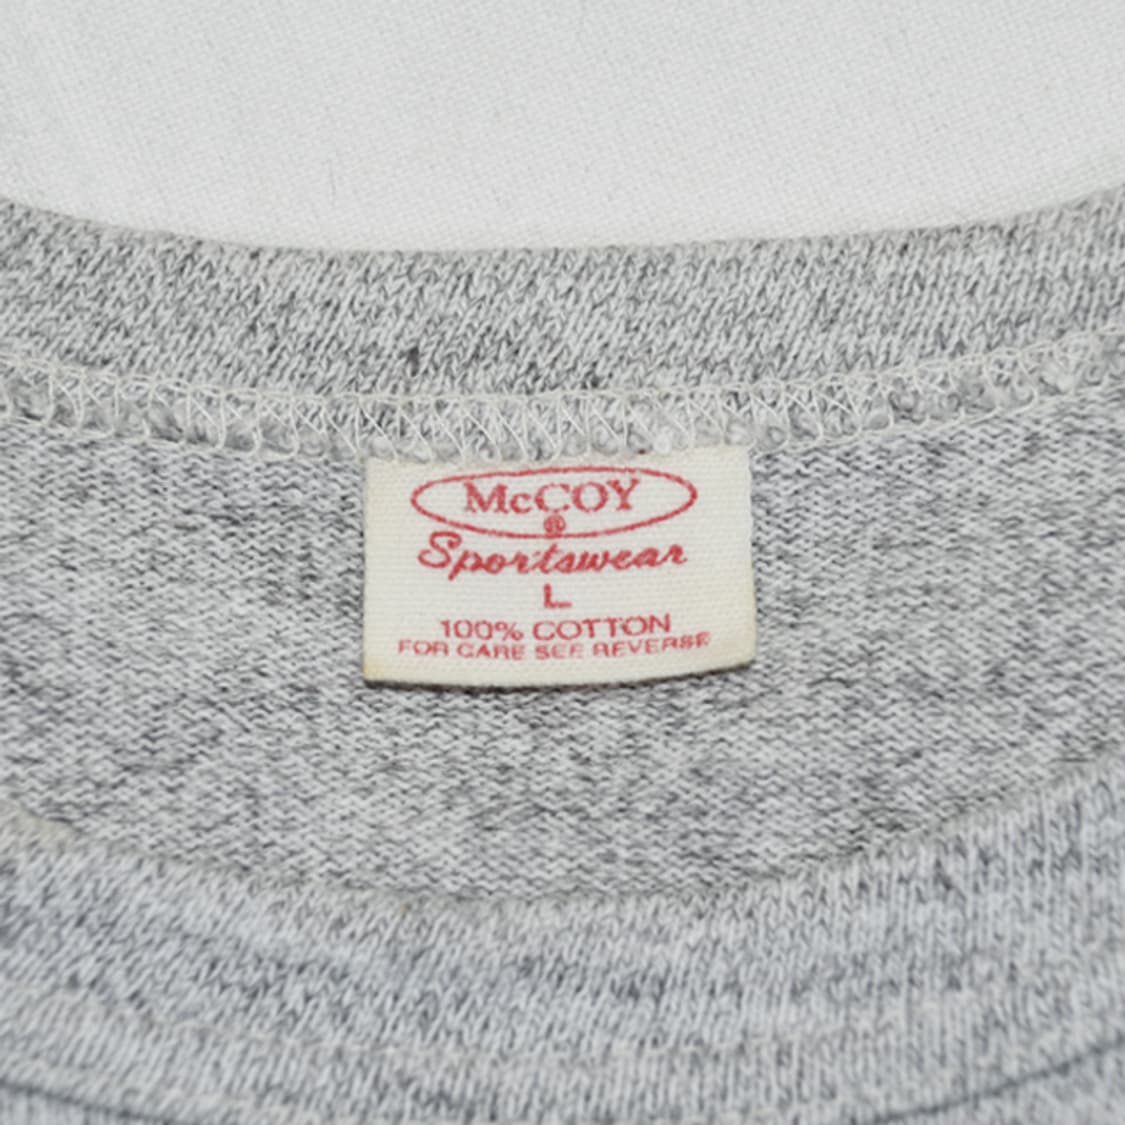 McCOY
®
Sportswear
L
100% COTTON
FOR CARE SEE REVERSE